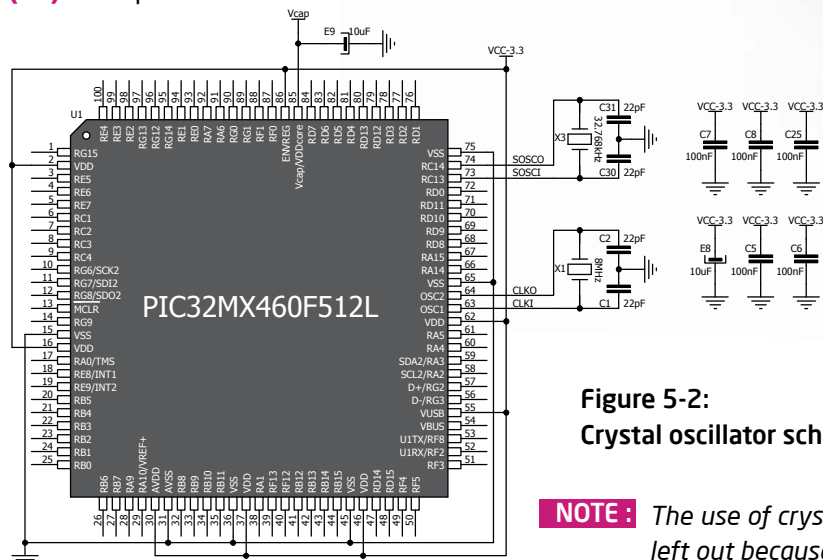 Vcap
E9
10uF
VCC-3.3
U1
100
99
98
97
96
95
94
93
92
91
90
89
88
87
86
85
84
83
82
81
80
79
78
77
76
RE4
RE3
RE2
RG13
RG12
RG14
RE1
RE0
RA7
RA6
RG0
RG1
RF1
RF0
ENVREG
Vcap/VDDcore
RD7
RD6
RD5
RD4
RD13
RD12
RD3
RD2
RD1
1 RG15
2 VDD
3 RE5
4 RE6
5 RE7
6 RC1
7 RC2
8 RC3
9 RC4
10 RG6/SCK2
11 RG7/SDI2
12 RG8/SDO2
13 MCLR
14 RG9
15 VSS
16 VDD
17 RA0/TMS
18 RE8/INT1
19 RE9/INT2
20 RB5
21 RB4
22 RB3
23 RB2
24 RB1
25 RB0
PIC32MX460F512L
VSS 75
RC14 74 SOSCO
RC13 73 SOSCI
RD0 72
RD11 71
RD10 70
RD9 69
RD8 68
RA15 67
RA14 66
VSS 65
OSC2 64 CLKO
OSC1 63 CLKI
VDD 62
RA5 61
RA4 60
SDA2/RA3 59
SCL2/RA2 58
D+/RG2 57
D-/RG3 56
VUSB 55
VBUS 54
U1TX/RF8 53
U1RX/RF2 52
RF3 51
RB6
RB7
RA9
RA10/VREF+
AVDD
AVSS
RB8
RB9
RB10
RB11
VSS
VDD
RA1
RF13
RF12
RB12
RB13
RB14
RB15
VSS
VDD
RD14
RD15
RF4
RF5
26
27
28
29
30
31
32
33
34
35
36
37
38
39
40
41
42
43
44
45
46
47
48
49
50
C31 22pF
X3
32.768kHz
C30 22pF
C2 22pF
X1
8MHz
C1 22pF
VCC-3.3 VCC-3.3 VCC-3.3
C7 C8 C25
100nF 100nF 100nF
VCC-3.3 VCC-3.3 VCC-3.3
E8 C5 C6
10uF 100nF 100nF
Figure 5-2:
Crystal oscillator sch
NOTE : The use of crys
left out because